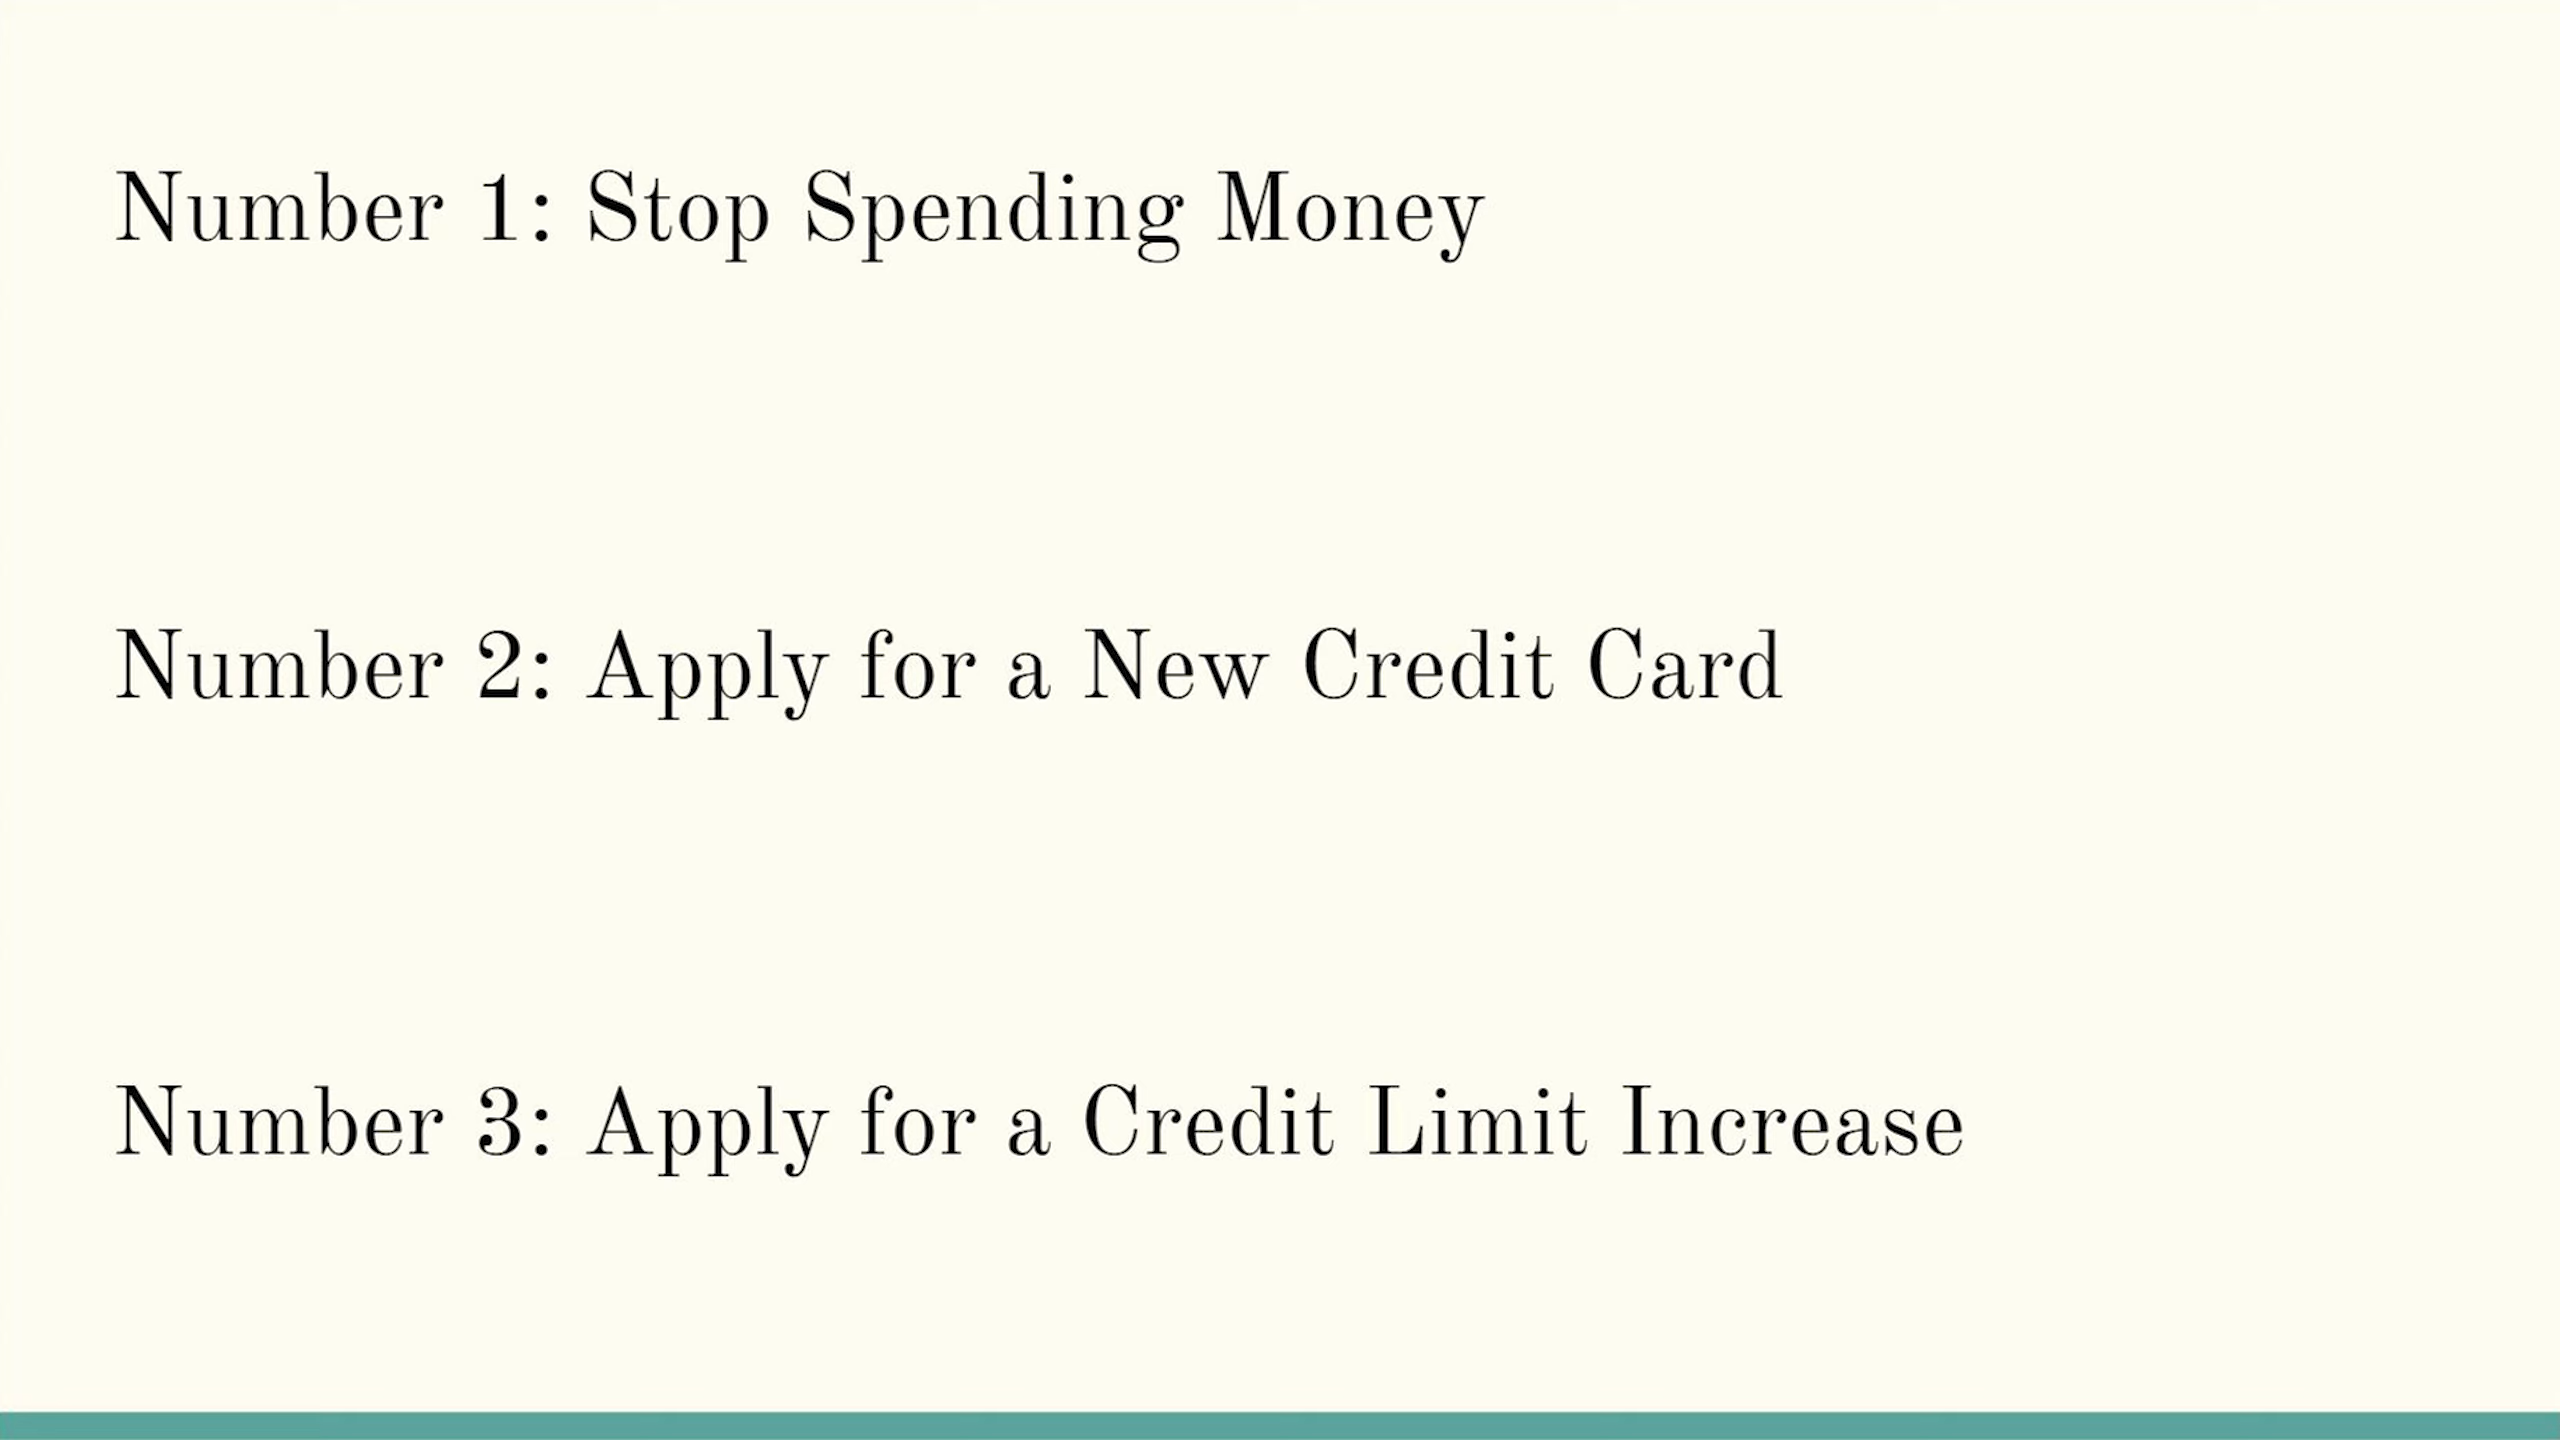 Number 1: Stop Spending Money
Number 2: Apply for a New Credit Card
Number 3: Apply for a Credit Limit Increase